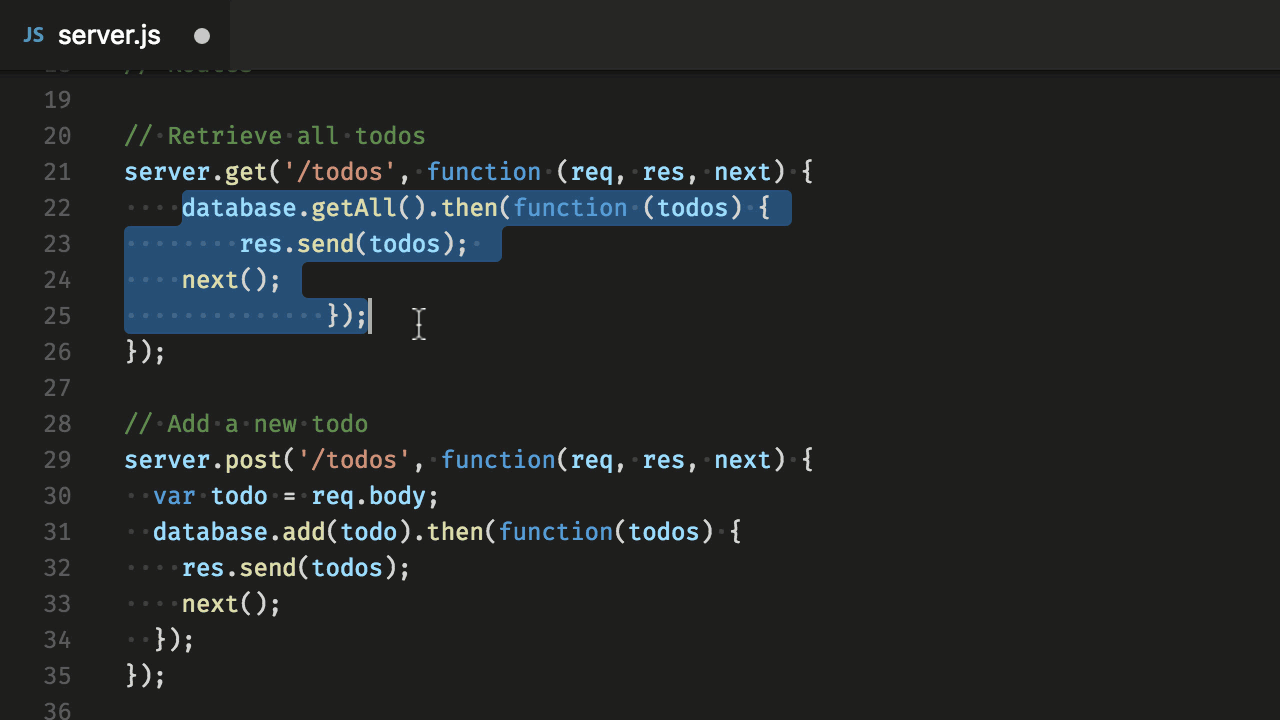 JS server.js
19
20 // Retrieve all todos
21 server.get('/todos', function (req, res, next) {
22     database.getAll().then(function (todos) {
23         res.send(todos); 
24     next();
25               });
26 });
27
28 // Add a new todo
29 server.post('/todos', function(req, res, next) {
30   var todo = req.body;
31   database.add(todo).then(function(todos) {
32     res.send(todos);
33     next();
34   });
35 });
36